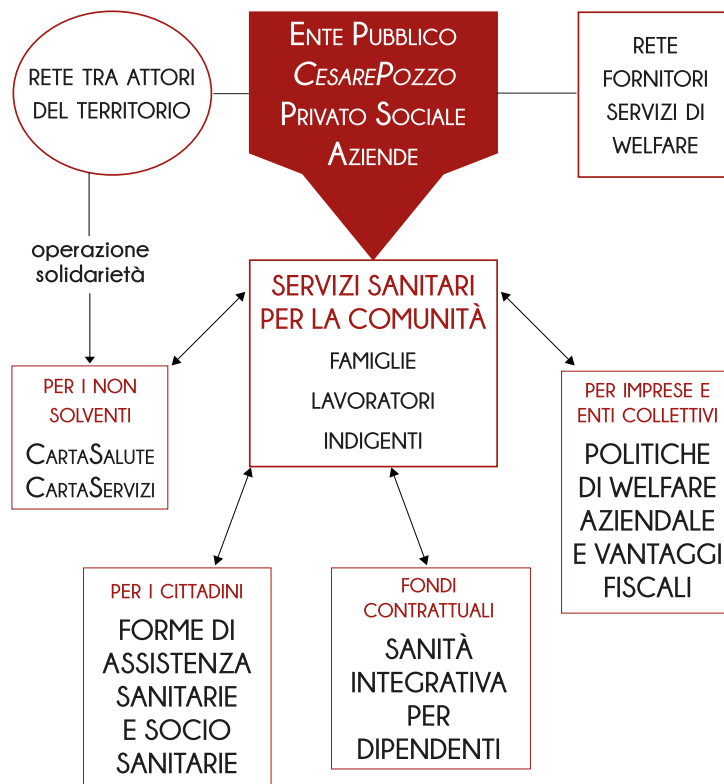 RETE TRA ATTORI
DEL TERRITORIO
ENTE PUBBLICO
CESAREPOZZO
PRIVATO SOCIALE
AZIENDE
RETE
FORNITORI
SERVIZI DI
WELFARE
operazione
solidarietà
SERVIZI SANITARI
PER LA COMUNITÀ
FAMIGLIE
LAVORATORI
INDIGENTI
PER I NON
SOLVENTI
CARTASALUTE
CARTASERVIZI
PER IMPRESE E
ENTI COLLETTIVI
POLITICHE
DI WELFARE
AZIENDALE
E VANTAGGI
FISCALI
PER I CITTADINI
FORME DI
ASSISTENZA
SANITARIE
E SOCIO
SANITARIE
FONDI
CONTRATTUALI
SANITÀ
INTEGRATIVA
PER
DIPENDENTI